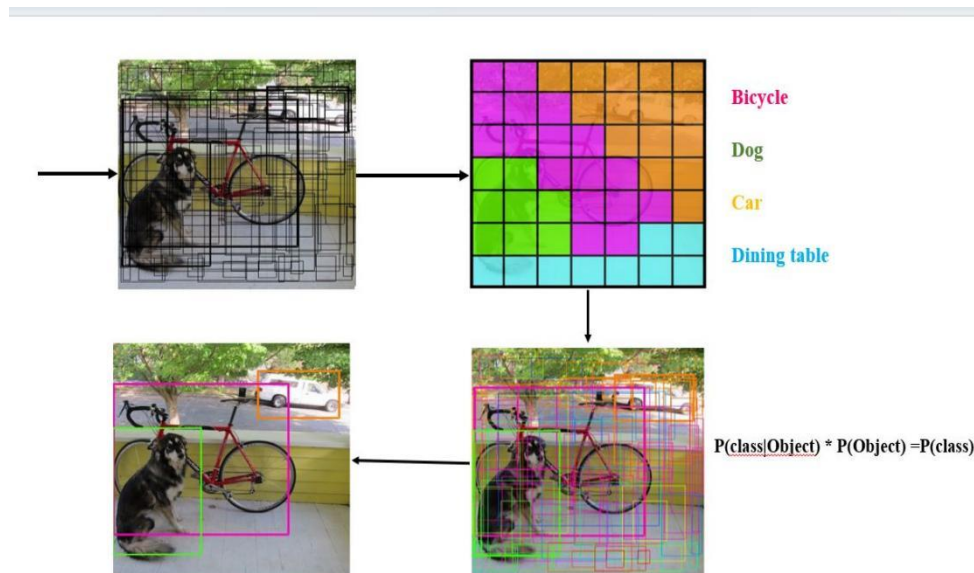 Bicycle
Dog
Car
Dining table
P(class|Object) * P(Object) =P(class)